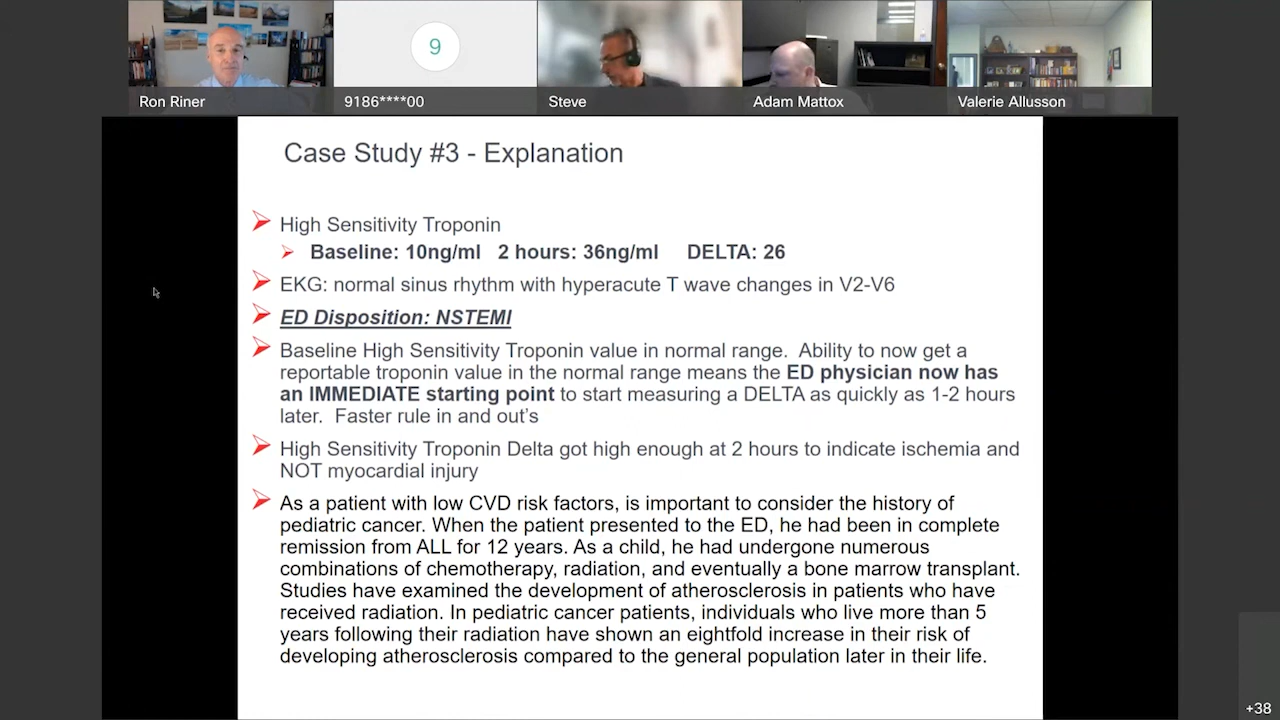 9
Ron Riner
9186****00
Steve
Adam Mattox
Valerie Allusson
Case Study #3 - Explanation
High Sensitivity Troponin
Baseline: 10ng/ml 2 hours: 36ng/ml DELTA: 26
EKG: normal sinus rhythm with hyperacute T wave changes in V2-V6
ED Disposition: NSTEMI
Baseline High Sensitivity Troponin value in normal range. Ability to now get a
reportable troponin value in the normal range means the ED physician now has
an IMMEDIATE starting point to start measuring a DELTA as quickly as 1-2 hours
later. Faster rule in and out's
High Sensitivity Troponin Delta got high enough at 2 hours to indicate ischemia and
NOT myocardial injury
As a patient with low CVD risk factors, is important to consider the history of
pediatric cancer. When the patient presented to the ED, he had been in complete
remission from ALL for 12 years. As a child, he had undergone numerous
combinations of chemotherapy, radiation, and eventually a bone marrow transplant.
Studies have examined the development of atherosclerosis in patients who have
received radiation. In pediatric cancer patients, individuals who live more than 5
years following their radiation have shown an eightfold increase in their risk of
developing atherosclerosis compared to the general population later in their life.
+38